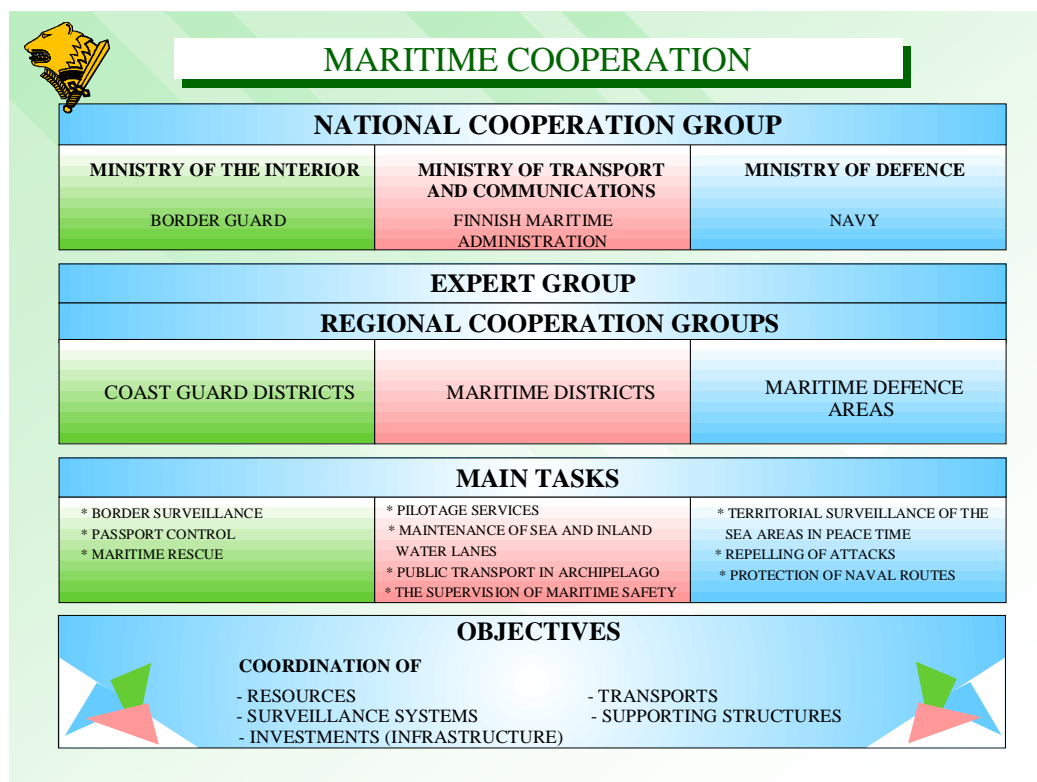 MARITIME COOPERATION
NATIONAL COOPERATION GROUP
MINISTRY OF THE INTERIOR
BORDER GUARD
MINISTRY OF TRANSPORT
AND COMMUNICATIONS
FINNISH MARITIME
ADMINISTRATION
MINISTRY OF DEFENCE
NAVY
EXPERT GROUP
REGIONAL COOPERATION GROUPS
COAST GUARD DISTRICTS
MARITIME DISTRICTS
MARITIME DEFENCE
AREAS
MAIN TASKS
* BORDER SURVEILLANCE
* PASSPORT CONTROL
* MARITIME RESCUE
* PILOTAGE SERVICES
* MAINTENANCE OF SEA AND INLAND
WATER LANES
* PUBLIC TRANSPORT IN ARCHIPELAGO
* THE SUPERVISION OF MARITIME SAFETY
* TERRITORIAL SURVEILLANCE OF THE
SEA AREAS IN PEACE TIME
* REPELLING OF ATTACKS
* PROTECTION OF NAVAL ROUTES
OBJECTIVES
COORDINATION OF
- RESOURCES
- SURVEILLANCE SYSTEMS
- INVESTMENTS (INFRASTRUCTURE)
- TRANSPORTS
- SUPPORTING STRUCTURES